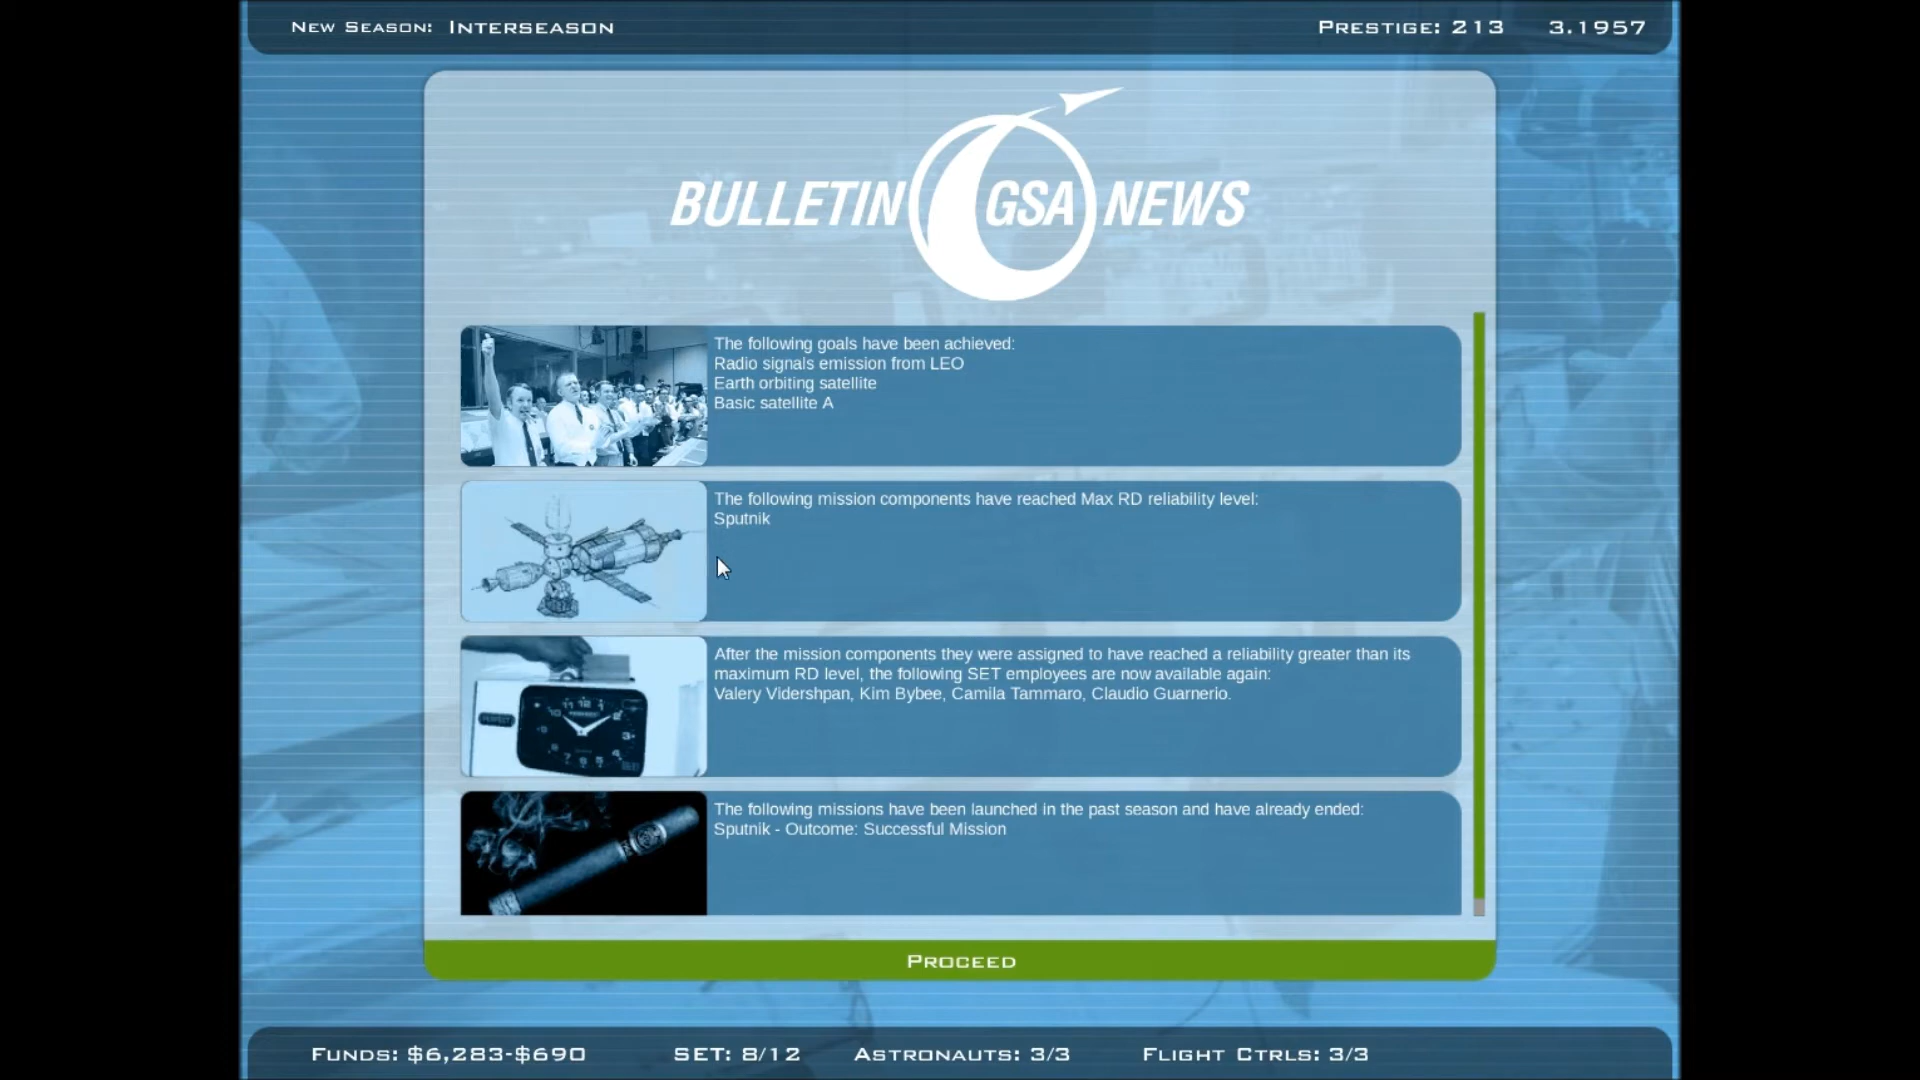 New Season: Interseason
Prestige: 213
3.1957
BULLETIN GSA NEWS
The following goals have been achieved:
Radio signals emission from LEO
Earth orbiting satellite
Basic satellite A
The following mission components have reached Max RD reliability level:
Sputnik
After the mission components they were assigned to have reached a reliability greater than its
maximum RD level, the following SET employees are now available again:
Valery Vidershpan, Kim Bybee, Camila Tammaro, Claudio Guarnerio.
The following missions have been launched in the past season and have already ended:
Sputnik - Outcome: Successful Mission
Proceed
Funds: $6,283-$690
SET: 8/12
Astronauts: 3/3
Flight Ctrls: 3/3